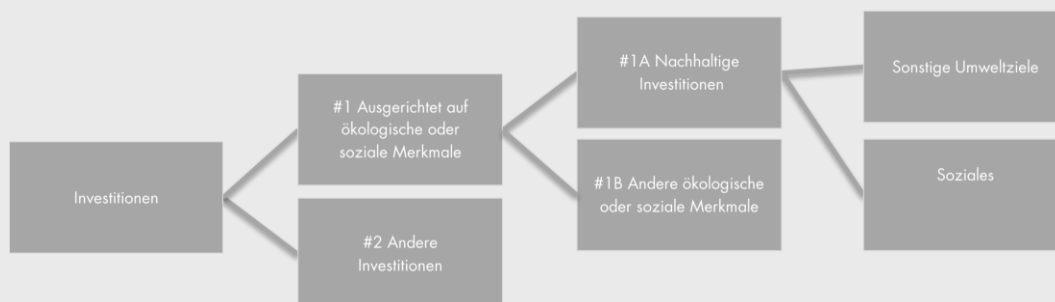 Investitionen
#1 Ausgerichtet auf
ökologische oder
soziale Merkmale
#2 Andere
Investitionen
#1A Nachhaltige
Investitionen
#1B Andere ökologische
oder soziale Merkmale
Sonstige Umweltziele
Soziales